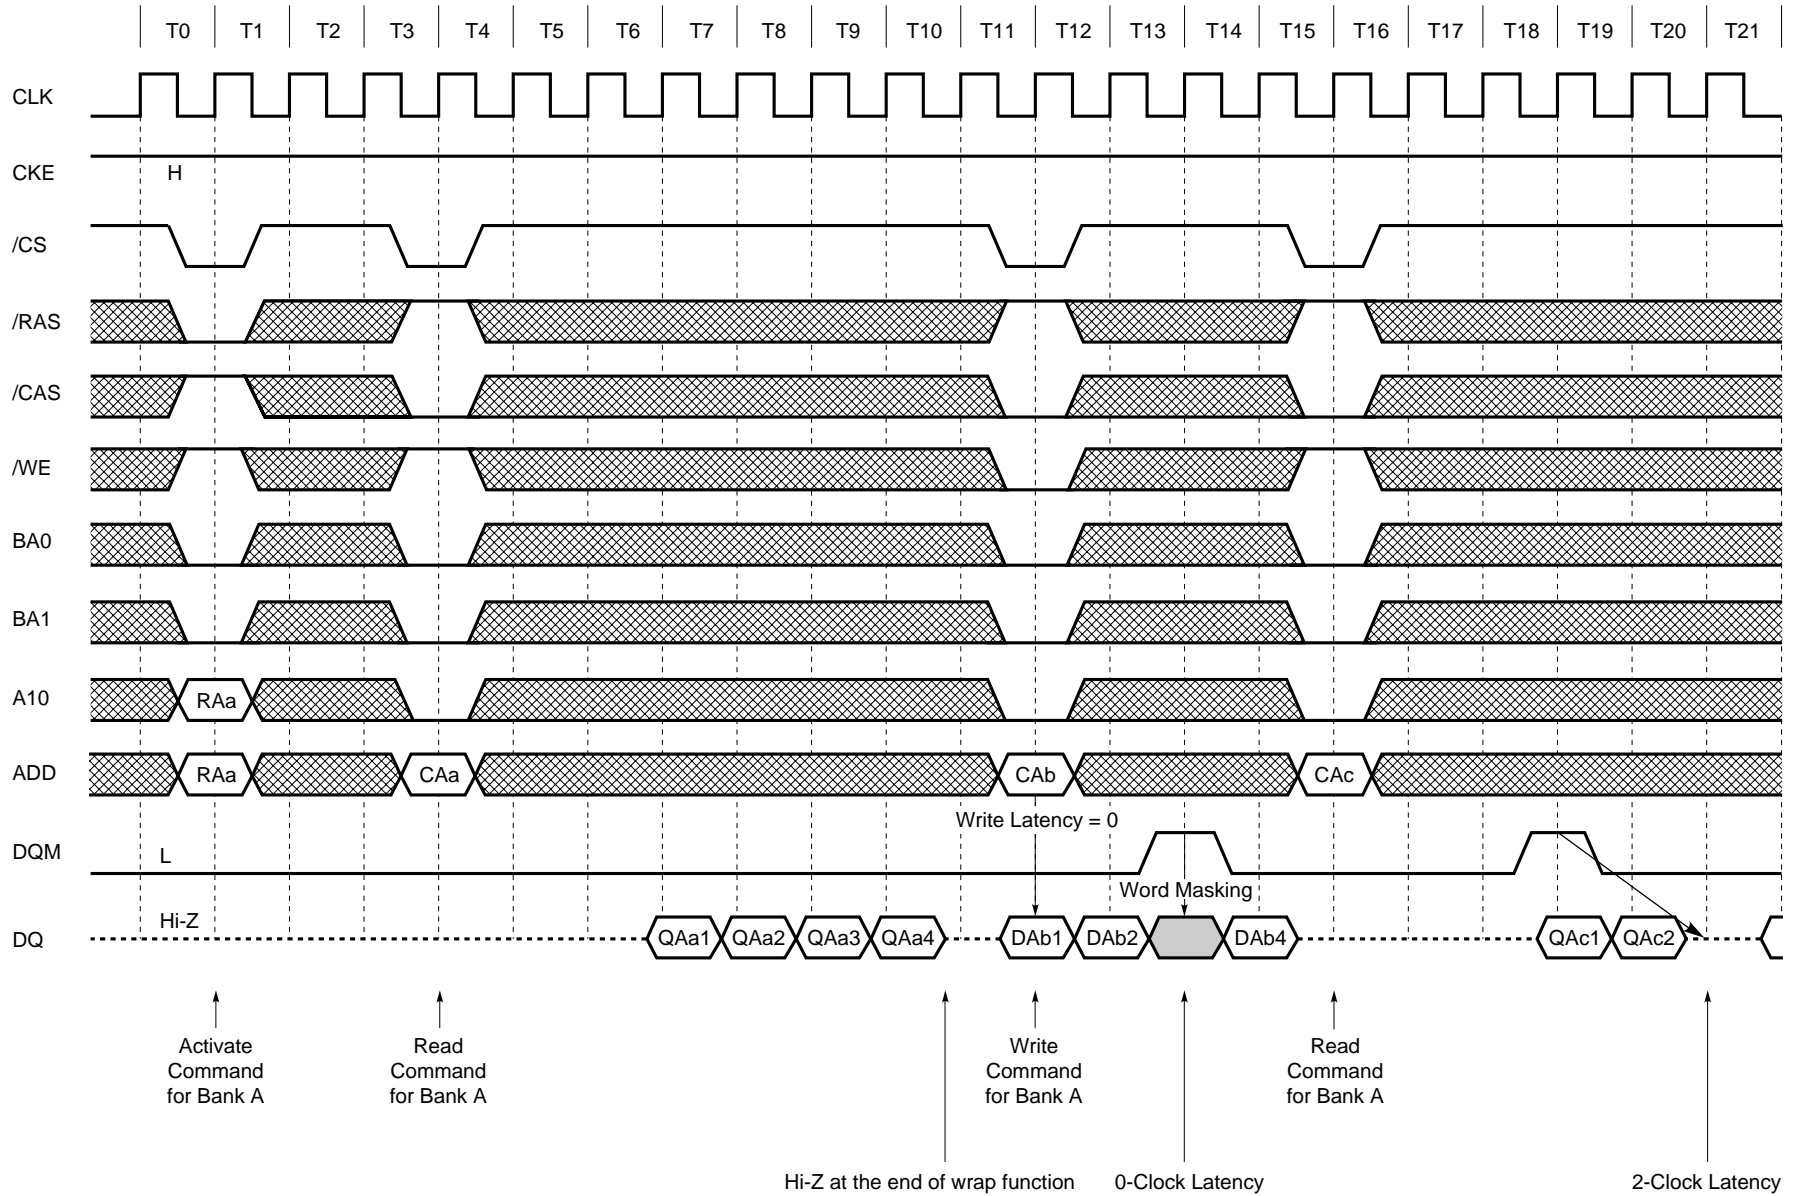 T0 T1 T2 T3 T4 T5 T6 T7 T8 T9 T10 T11 T12 T13 T14 T15 T16 T17 T18 T19 T20 T21
CLK
CKE H
/CS
/RAS
/CAS
/WE
BA0
BA1
A10 RAa
ADD RAa CAa CAb CAc
Write Latency = 0
DQM L
Word Masking
Hi-Z
DQ QAa1 QAa2 QAa3 QAa4 DAb1 DAb2 DAb4 QAc1 QAc2
Activate Read Write Read
Command Command Command Command
for Bank A for Bank A for Bank A for Bank A
Hi-Z at the end of wrap function 0-Clock Latency 2-Clock Latency